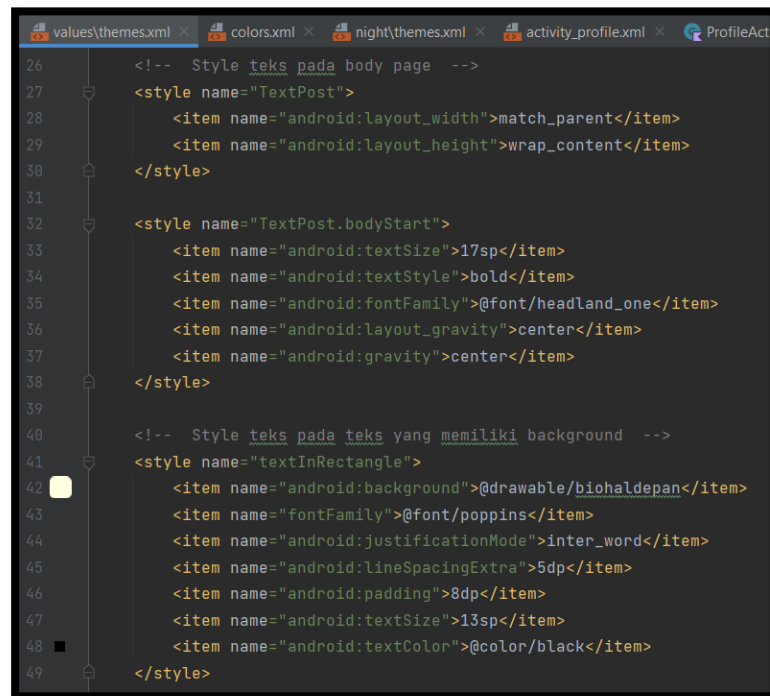 values\themes.xml × colors.xml × night\themes.xml × activity_profile.xml × ProfileAct
26 <!--  Style teks pada body page  -->
27 <style name="TextPost">
28 <item name="android:layout_width">match_parent</item>
29 <item name="android:layout_height">wrap_content</item>
30 </style>
31
32 <style name="TextPost.bodyStart">
33 <item name="android:textSize">17sp</item>
34 <item name="android:textStyle">bold</item>
35 <item name="android:fontFamily">@font/headland_one</item>
36 <item name="android:layout_gravity">center</item>
37 <item name="android:gravity">center</item>
38 </style>
39
40 <!--  Style teks pada teks yang memiliki background  -->
41 <style name="textInRectangle">
42 <item name="android:background">@drawable/biohaldepan</item>
43 <item name="fontFamily">@font/poppins</item>
44 <item name="android:justificationMode">inter_word</item>
45 <item name="android:lineSpacingExtra">5dp</item>
46 <item name="android:padding">8dp</item>
47 <item name="android:textSize">13sp</item>
48 <item name="android:textColor">@color/black</item>
49 </style>